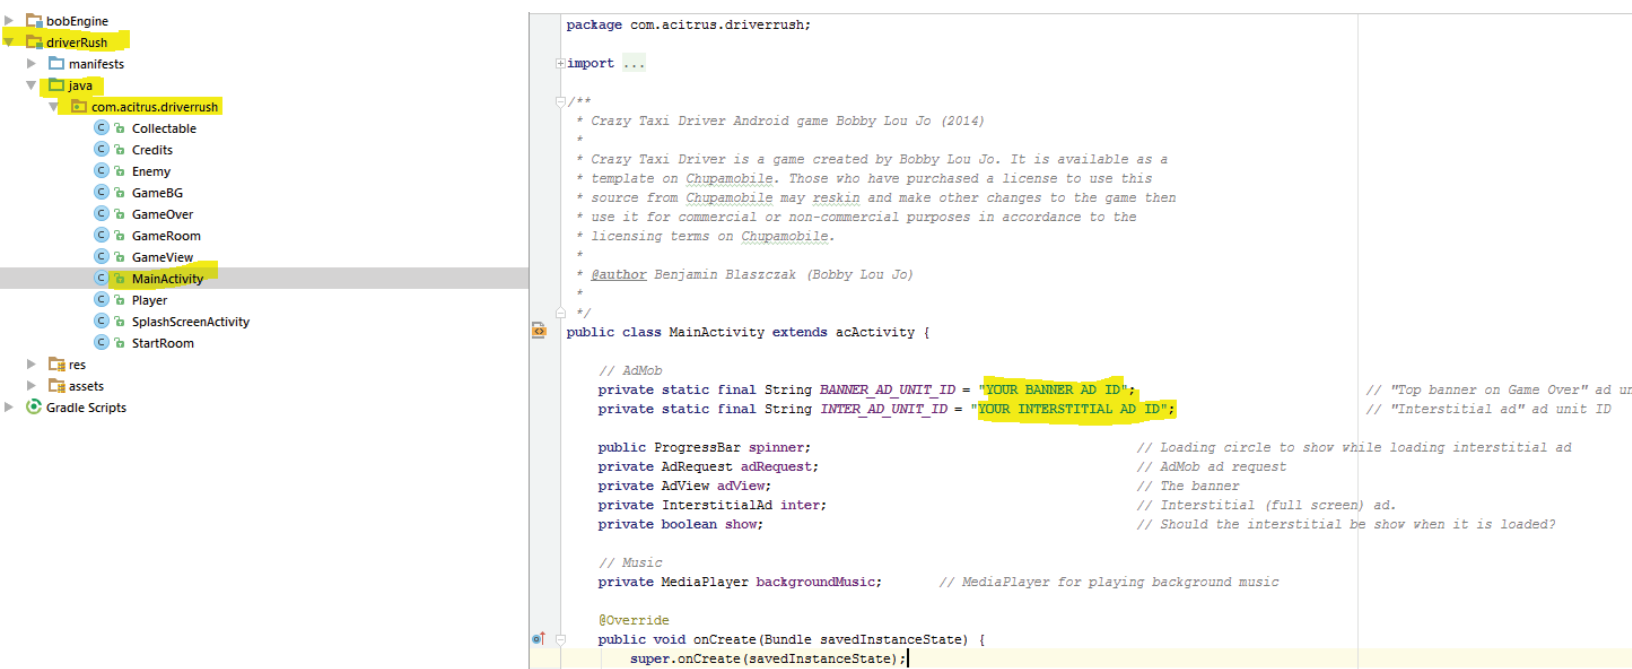 bobEngine
driverRush
manifests
java
com.acitrus.driverrush
C Collectable
C Credits
C Enemy
C GameBG
C GameOver
C GameRoom
C GameView
C MainActivity
C Player
C SplashScreenActivity
C StartRoom
res
assets
Gradle Scripts
package com.acitrus.driverrush;
import ...
/**
* Crazy Taxi Driver Android game Bobby Lou Jo (2014)
*
* Crazy Taxi Driver is a game created by Bobby Lou Jo. It is available as a
* template on Chupamobile. Those who have purchased a license to use this
* source from Chupamobile may reskin and make other changes to the game then
* use it for commercial or non-commercial purposes in accordance to the
* licensing terms on Chupamobile.
*
* @author Benjamin Blaszczak (Bobby Lou Jo)
*
*/
public class MainActivity extends acActivity {
// AdMob
private static final String BANNER_AD_UNIT_ID = "YOUR BANNER AD ID"; // "Top banner on Game Over" ad un
private static final String INTER_AD_UNIT_ID = "YOUR INTERSTITIAL AD ID"; // "Interstitial ad" ad unit ID
public ProgressBar spinner; // Loading circle to show while loading interstitial ad
private AdRequest adRequest; // AdMob ad request
private AdView adView; // The banner
private InterstitialAd inter; // Interstitial (full screen) ad.
private boolean show; // Should the interstitial be show when it is loaded?
// Music
private MediaPlayer backgroundMusic; // MediaPlayer for playing background music
@Override
public void onCreate(Bundle savedInstanceState) {
super.onCreate(savedInstanceState);